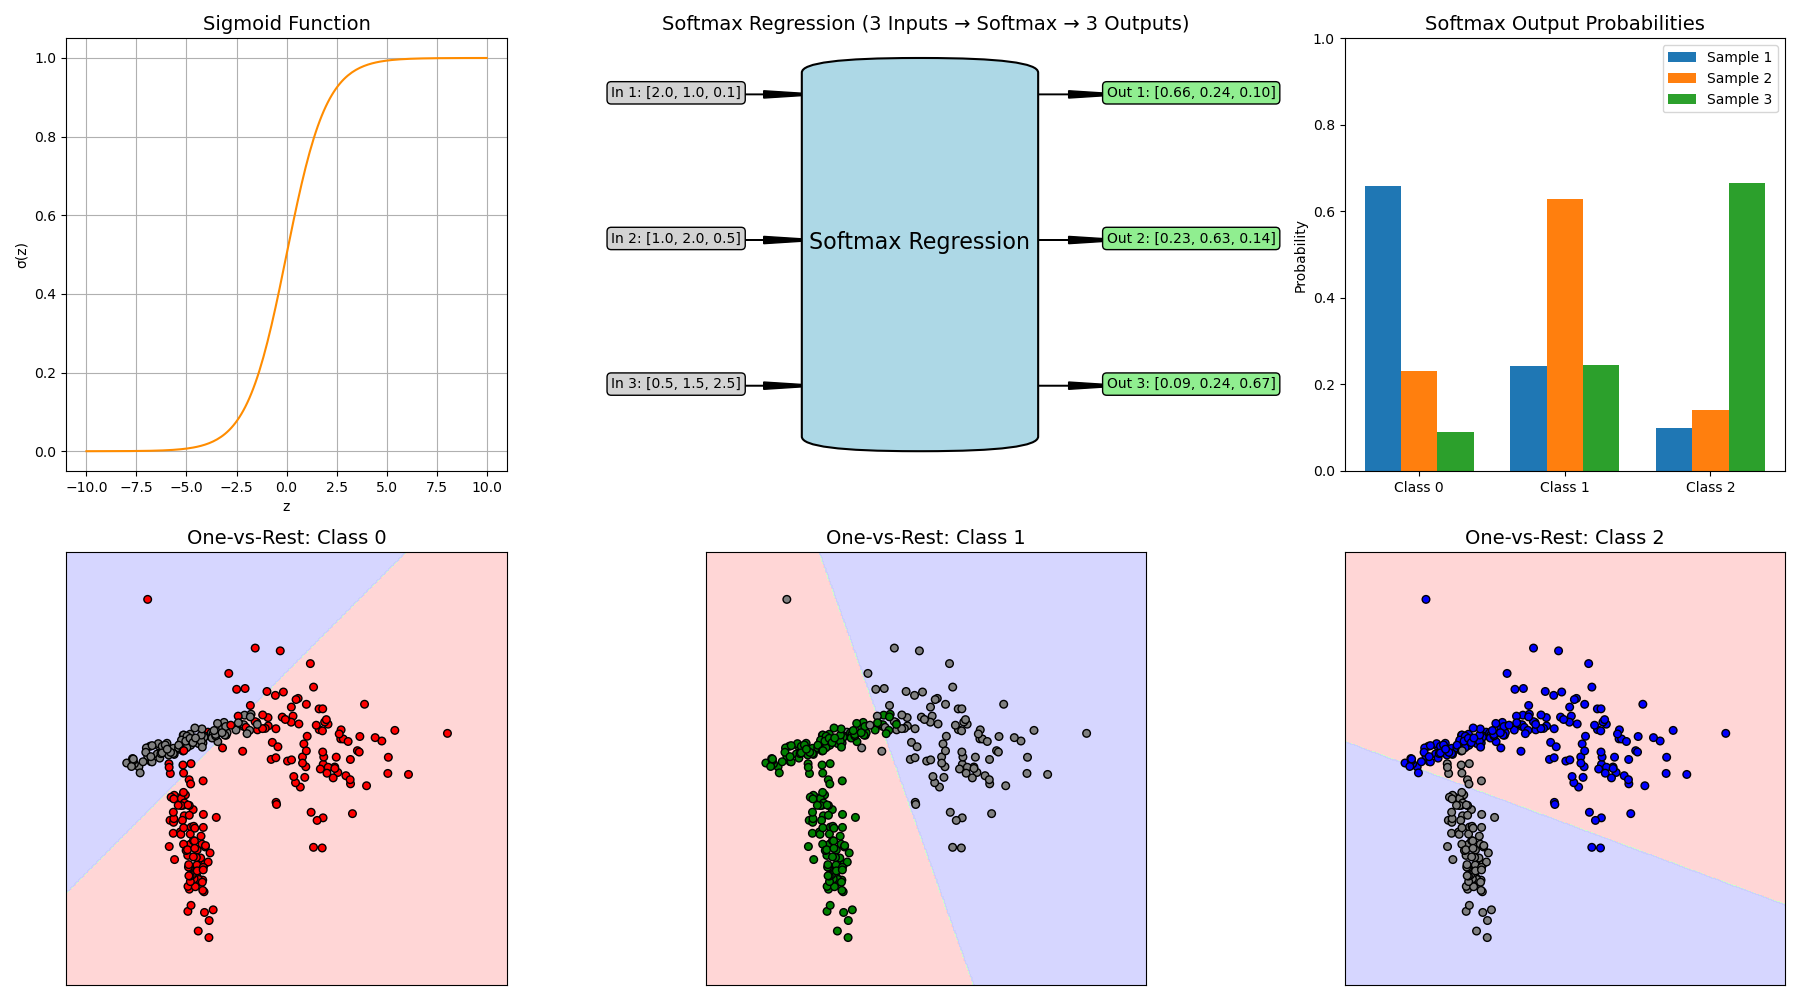 Sigmoid Function
1.0
0.8
0.6
0.4
0.2
0.0
σ(z)
−10.0 −7.5 −5.0 −2.5 0.0 2.5 5.0 7.5 10.0
z
Softmax Regression (3 Inputs → Softmax → 3 Outputs)
In 1: [2.0, 1.0, 0.1]
Out 1: [0.66, 0.24, 0.10]
In 2: [1.0, 2.0, 0.5]
Softmax Regression
Out 2: [0.23, 0.63, 0.14]
In 3: [0.5, 1.5, 2.5]
Out 3: [0.09, 0.24, 0.67]
Softmax Output Probabilities
1.0
0.8
0.6
0.4
0.2
0.0
Probability
Sample 1
Sample 2
Sample 3
Class 0 Class 1 Class 2
One-vs-Rest: Class 0
One-vs-Rest: Class 1
One-vs-Rest: Class 2